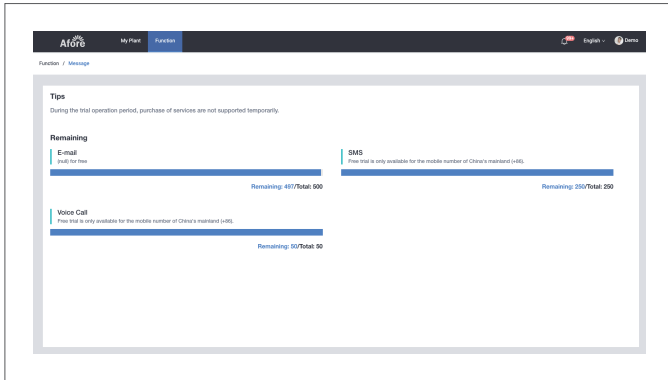 Afore My Plant Function 99+ English Demo
Function / Message
Tips
During the trial operation period, purchase of services are not supported temporarily.
Remaining
E-mail
(null) for free
Remaining: 497/Total: 500
SMS
Free trial is only available for the mobile number of China's mainland (+86).
Remaining: 250/Total: 250
Voice Call
Free trial is only available for the mobile number of China's mainland (+86).
Remaining: 50/Total: 50